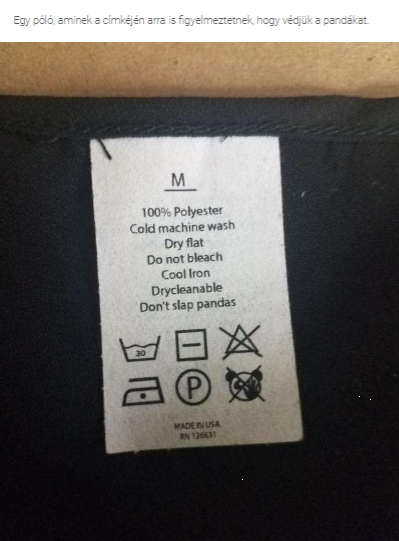 Egy póló, aminek a címkéjén arra is figyelmeztetnek, hogy védjük a pandákat.
M
100% Polyester
Cold machine wash
Dry flat
Do not bleach
Cool Iron
Drycleanable
Don't slap pandas
30
P
MADE IN USA
RN 126631